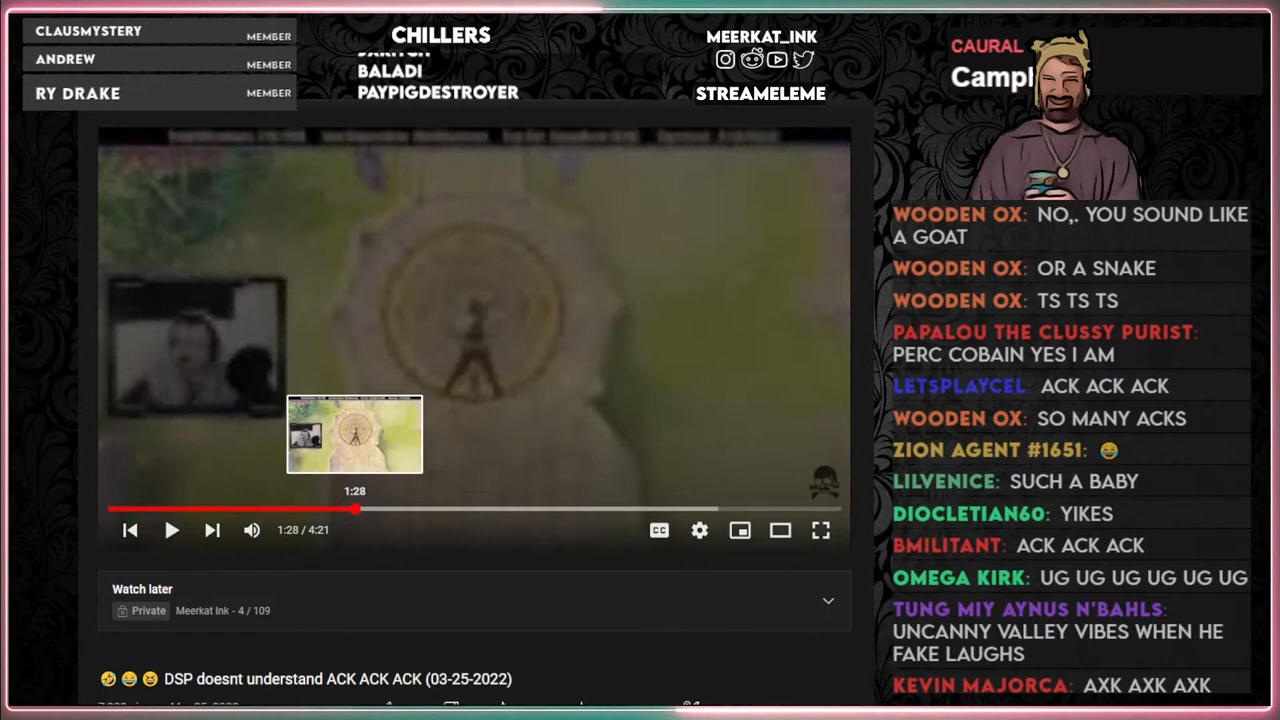 CLAUSMYSTERY MEMBER
ANDREW MEMBER
RY DRAKE MEMBER
CHILLERS
BALADI
PAYPIGDESTROYER
MEERKAT_INK
STREAMELEME
CAURAL
WOODEN OX: NO,. YOU SOUND LIKE
A GOAT
WOODEN OX: OR A SNAKE
WOODEN OX: TS TS TS
PAPALOU THE CLUSSY PURIST:
PERC COBAIN YES I AM
LETSPLAYCEL: ACK ACK ACK
WOODEN OX: SO MANY ACKS
ZION AGENT #1651: 😂
LILVENICE: SUCH A BABY
DIOCLETIAN60: YIKES
BMILITANT: ACK ACK ACK
OMEGA KIRK: UG UG UG UG UG UG
TUNG MIY AYNUS N'BAHLS:
UNCANNY VALLEY VIBES WHEN HE
FAKE LAUGHS
KEVIN MAJORCA: AXK AXK AXK
1:28
1:28 / 4:21
CC
Watch later
Private Meerkat Ink - 4 / 109
🤣 😂 😆 DSP doesnt understand ACK ACK ACK (03-25-2022)